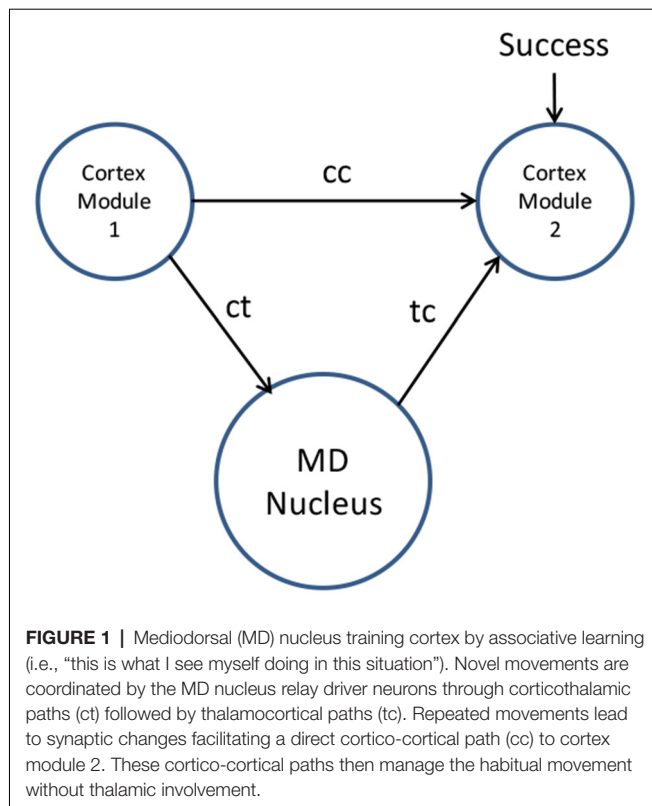 Success
Cortex
Module
1
cc
Cortex
Module
2
ct
tc
MD
Nucleus
FIGURE 1 | Mediodorsal (MD) nucleus training cortex by associative learning
(i.e., “this is what I see myself doing in this situation”). Novel movements are
coordinated by the MD nucleus relay driver neurons through corticothalamic
paths (ct) followed by thalamocortical paths (tc). Repeated movements lead
to synaptic changes facilitating a direct cortico-cortical path (cc) to cortex
module 2. These cortico-cortical paths then manage the habitual movement
without thalamic involvement.